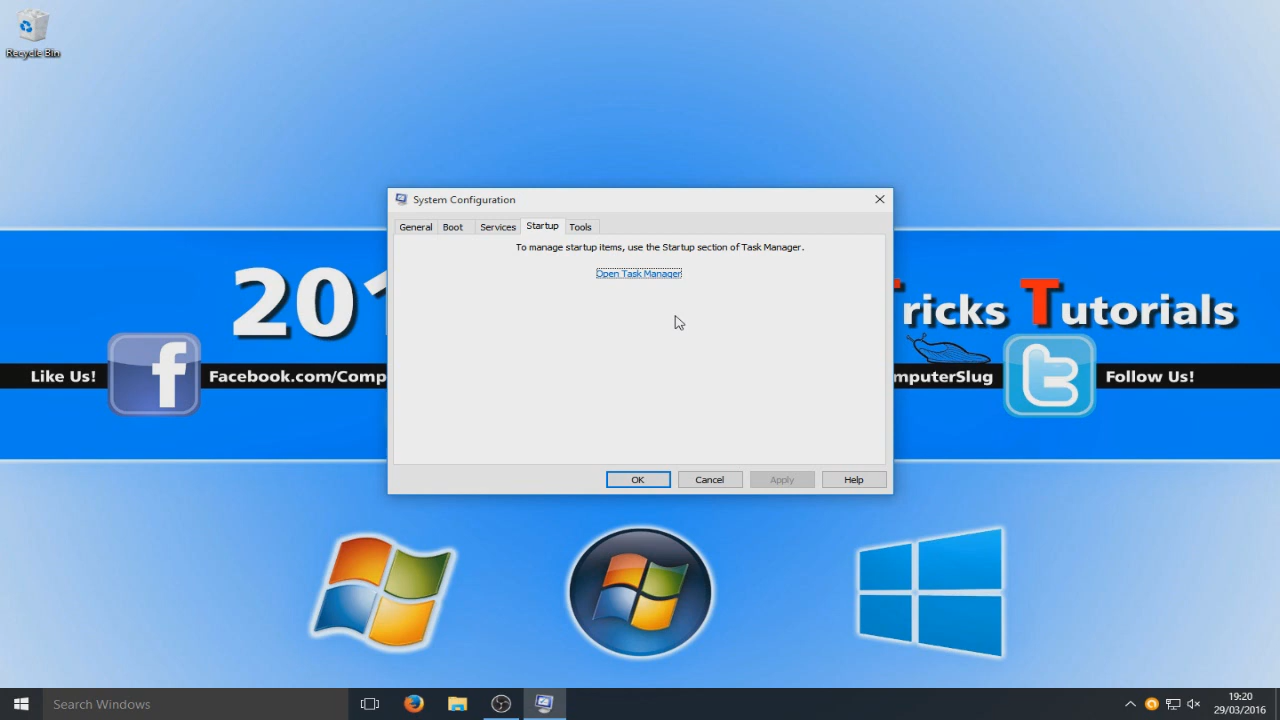 Recycle Bin
System Configuration
General Boot Services Startup Tools
To manage startup items, use the Startup section of Task Manager.
Open Task Manager
201
Tricks Tutorials
Like Us!
f
Facebook.com/Comp
mputerSlug
t
Follow Us!
OK Cancel Apply Help
Search Windows
19:20
29/03/2016